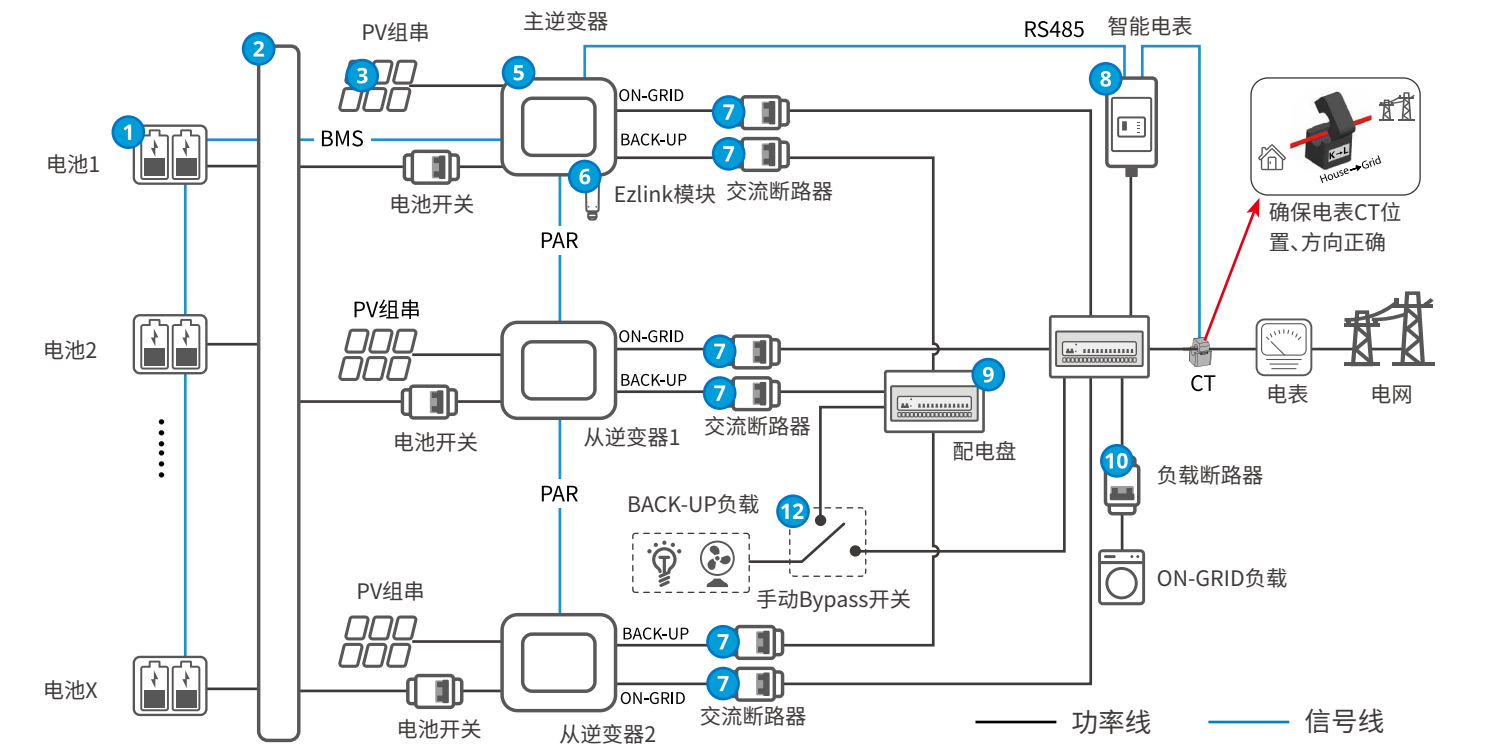 主逆变器
PV组串
RS485
智能电表
2
3
5
8
ON-GRID
7
1
BMS
BACK-UP
7
K→L
House→Grid
电池1
电池开关
6
Ezlink模块
交流断路器
确保电表CT位
置、方向正确
PAR
PV组串
ON-GRID
7
电池2
BACK-UP
7
9
CT
电表
电网
电池开关
从逆变器1
交流断路器
配电盘
10
负载断路器
PAR
BACK-UP负载
12
手动Bypass开关
ON-GRID负载
PV组串
BACK-UP
7
电池X
ON-GRID
7
电池开关
从逆变器2
交流断路器
功率线
信号线